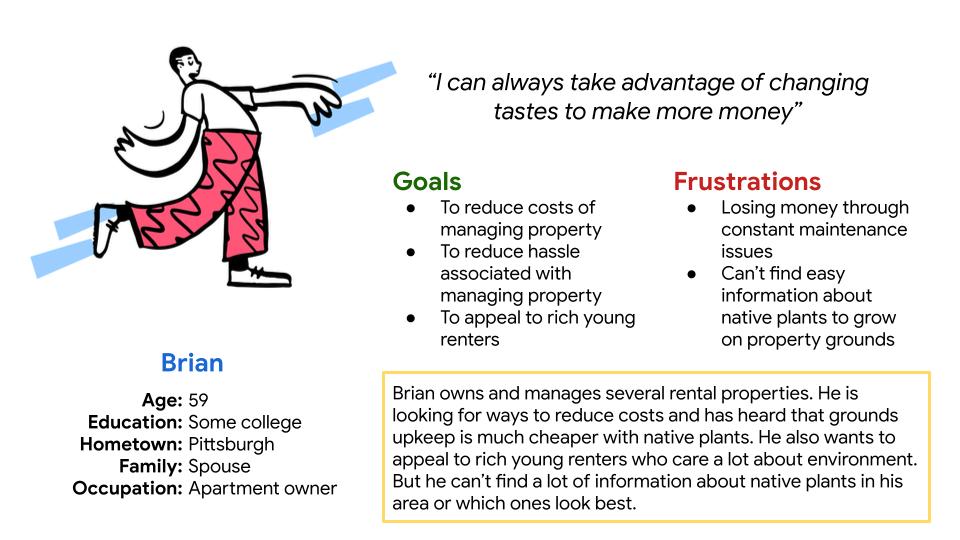 “I can always take advantage of changing
tastes to make more money”
Goals
● To reduce costs of
managing property
● To reduce hassle
associated with
managing property
● To appeal to rich young
renters
Frustrations
● Losing money through
constant maintenance
issues
● Can’t find easy
information about
native plants to grow
on property grounds
Brian
Age: 59
Education: Some college
Hometown: Pittsburgh
Family: Spouse
Occupation: Apartment owner
Brian owns and manages several rental properties. He is
looking for ways to reduce costs and has heard that grounds
upkeep is much cheaper with native plants. He also wants to
appeal to rich young renters who care a lot about environment.
But he can’t find a lot of information about native plants in his
area or which ones look best.